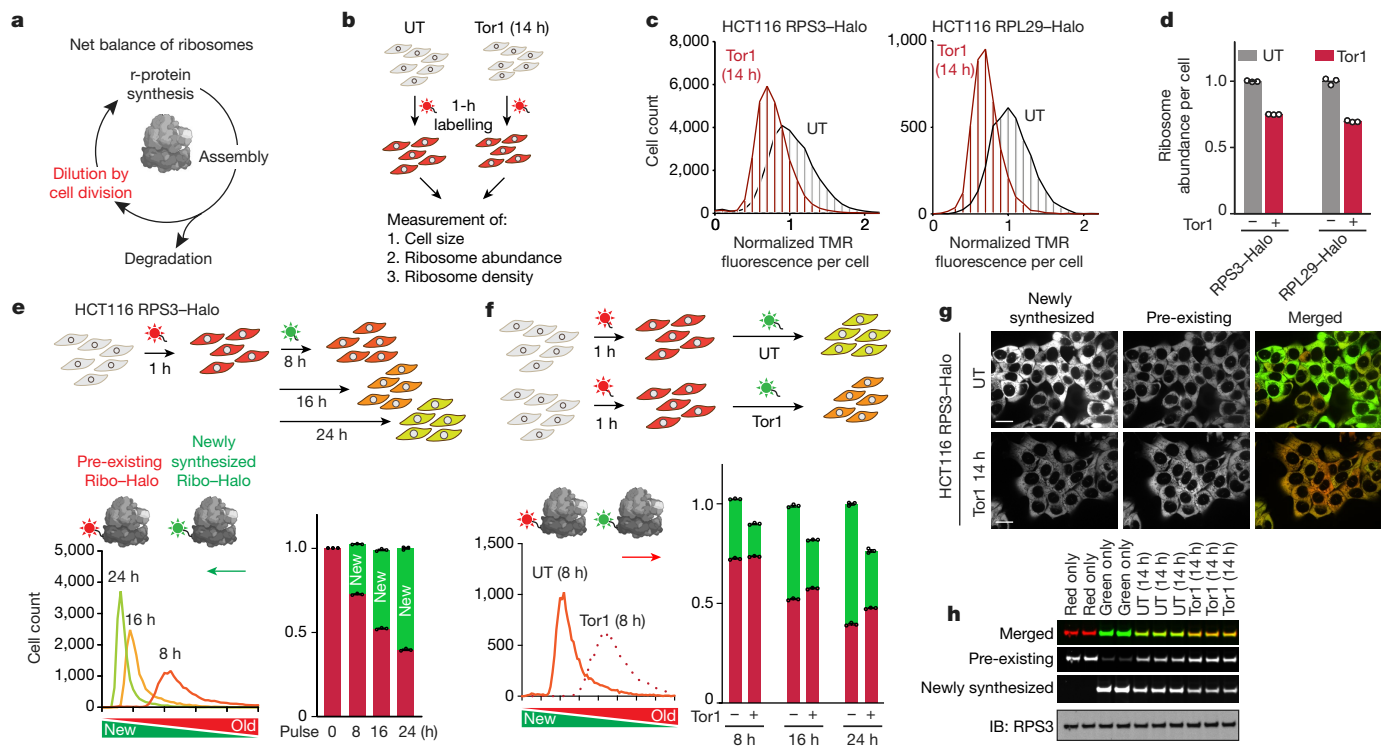 a
Net balance of ribosomes
r-protein
synthesis
Assembly
Dilution by
cell division
Degradation
b
UT
Tor1 (14 h)
1-h
labelling
Measurement of:
1. Cell size
2. Ribosome abundance
3. Ribosome density
c
HCT116 RPS3–Halo
HCT116 RPL29–Halo
Cell count
8,000
6,000
4,000
2,000
0
Tor1
(14 h)
UT
0
1
2
Normalized TMR
fluorescence per cell
1,000
500
0
Tor1
(14 h)
UT
0
1
2
Normalized TMR
fluorescence per cell
d
UT
Tor1
Ribosome
abundance per cell
1.0
0.5
0
Tor1
− + − +
RPS3–Halo
RPL29–Halo
e
HCT116 RPS3–Halo
1 h
8 h
16 h
24 h
Pre-existing
Ribo–Halo
Newly
synthesized
Ribo–Halo
Cell count
5,000
4,000
3,000
2,000
1,000
0
24 h
16 h
8 h
New
Old
1.0
0.5
0
New
New
New
Pulse 0 8 16 24 (h)
f
1 h
UT
1 h
Tor1
1,500
1,000
500
0
UT (8 h)
Tor1 (8 h)
New
Old
1.0
0.5
0
Tor1 − + − + − +
8 h 16 h 24 h
g
Newly
synthesized
Pre-existing
Merged
HCT116 RPS3–Halo
UT
Tor1 14 h
h
Red only
Red only
Green only
Green only
UT (14 h)
UT (14 h)
UT (14 h)
Tor1 (14 h)
Tor1 (14 h)
Tor1 (14 h)
Merged
Pre-existing
Newly synthesized
IB: RPS3